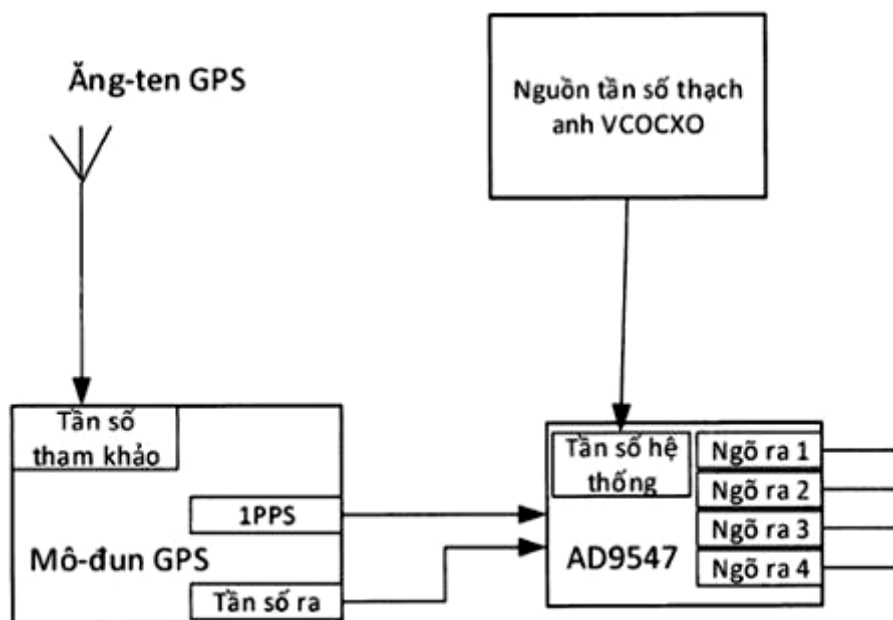 Ăng-ten GPS
Nguồn tần số thạch
anh VCOCXO
Tần số
tham khảo
1PPS
Mô-đun GPS
Tần số ra
Tần số hệ
thống
AD9547
Ngõ ra 1
Ngõ ra 2
Ngõ ra 3
Ngõ ra 4